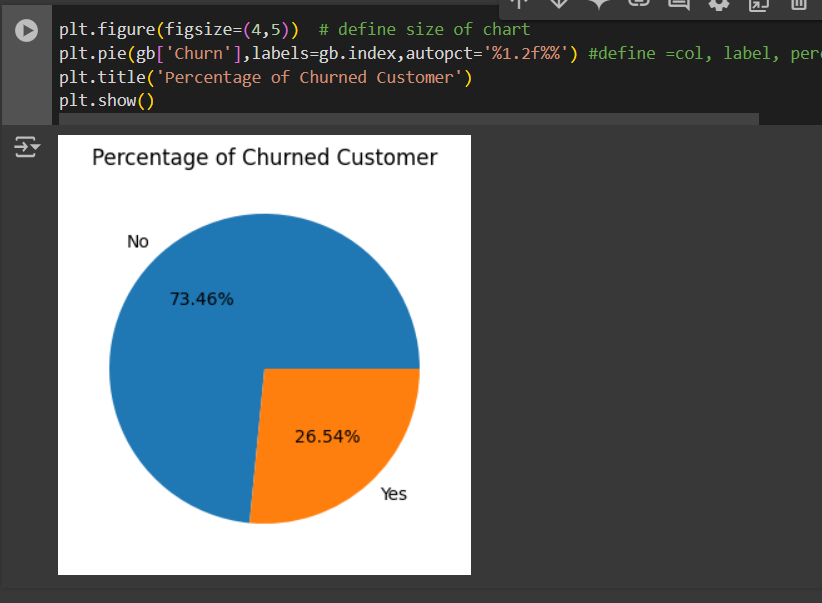 plt.figure(figsize=(4,5))  # define size of chart
plt.pie(gb['Churn'],labels=gb.index,autopct='%1.2f%%') #define =col, label, per
plt.title('Percentage of Churned Customer')
plt.show()
Percentage of Churned Customer
No
73.46%
26.54%
Yes